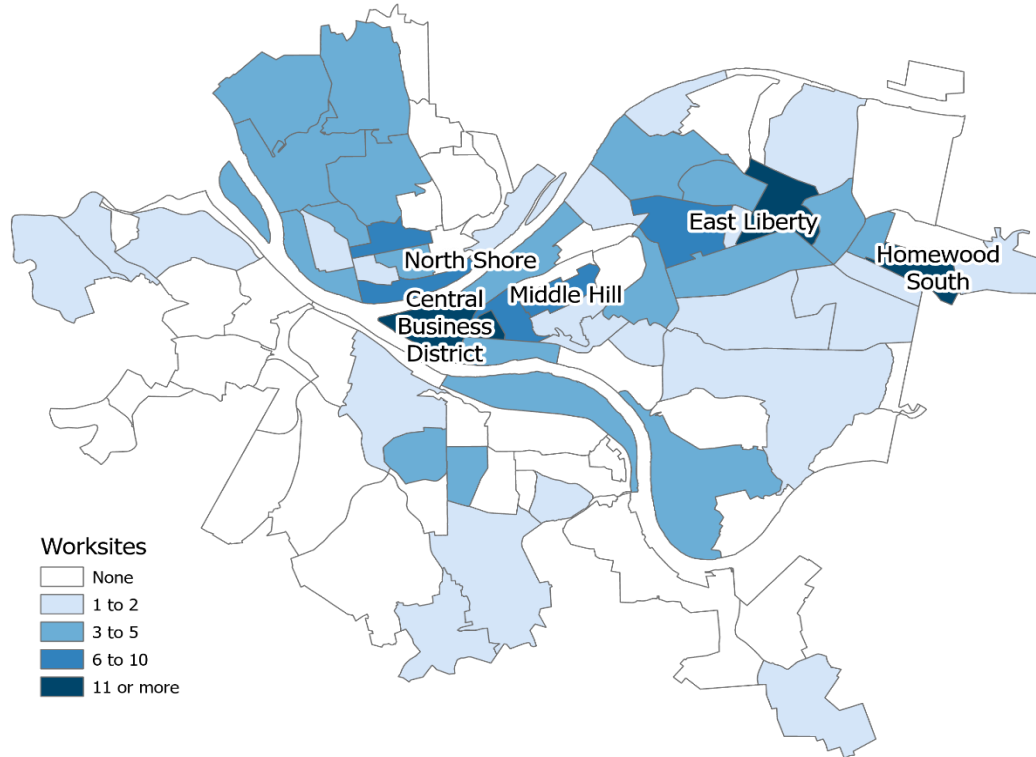 East Liberty
North Shore
Homewood
South
Central
Business
District
Middle Hill
Worksites
None
1 to 2
3 to 5
6 to 10
11 or more